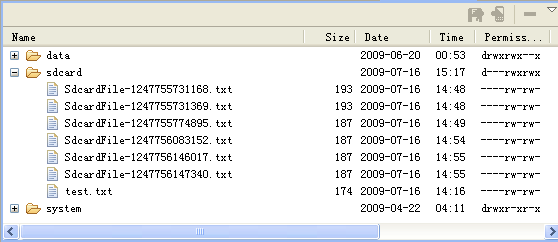 Name Size Date Time Permiss...
data 2009-06-20 00:53 drwxrwx--x
sdcard 2009-07-16 15:17 d---rwxrwx
SdcardFile-1247755731168.txt 193 2009-07-16 14:48 ----rw-rw-
SdcardFile-1247755731369.txt 193 2009-07-16 14:48 ----rw-rw-
SdcardFile-1247755774895.txt 187 2009-07-16 14:49 ----rw-rw-
SdcardFile-1247756083152.txt 187 2009-07-16 14:54 ----rw-rw-
SdcardFile-1247756146017.txt 187 2009-07-16 14:55 ----rw-rw-
SdcardFile-1247756147340.txt 187 2009-07-16 14:55 ----rw-rw-
test.txt 174 2009-07-16 14:16 ----rw-rw-
system 2009-04-22 04:11 drwxr-xr-x